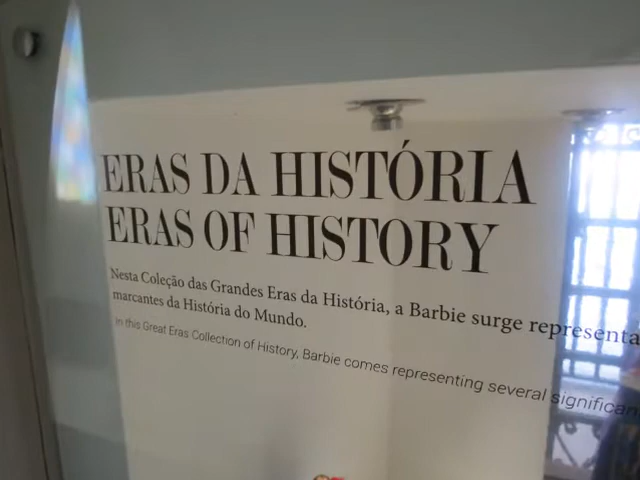 ERAS DA HISTÓRIA
ERAS OF HISTORY
Nesta Coleção das Grandes Eras da História, a Barbie surge representa
marcantes da História do Mundo.
In this Great Eras Collection of History, Barbie comes representing several significan